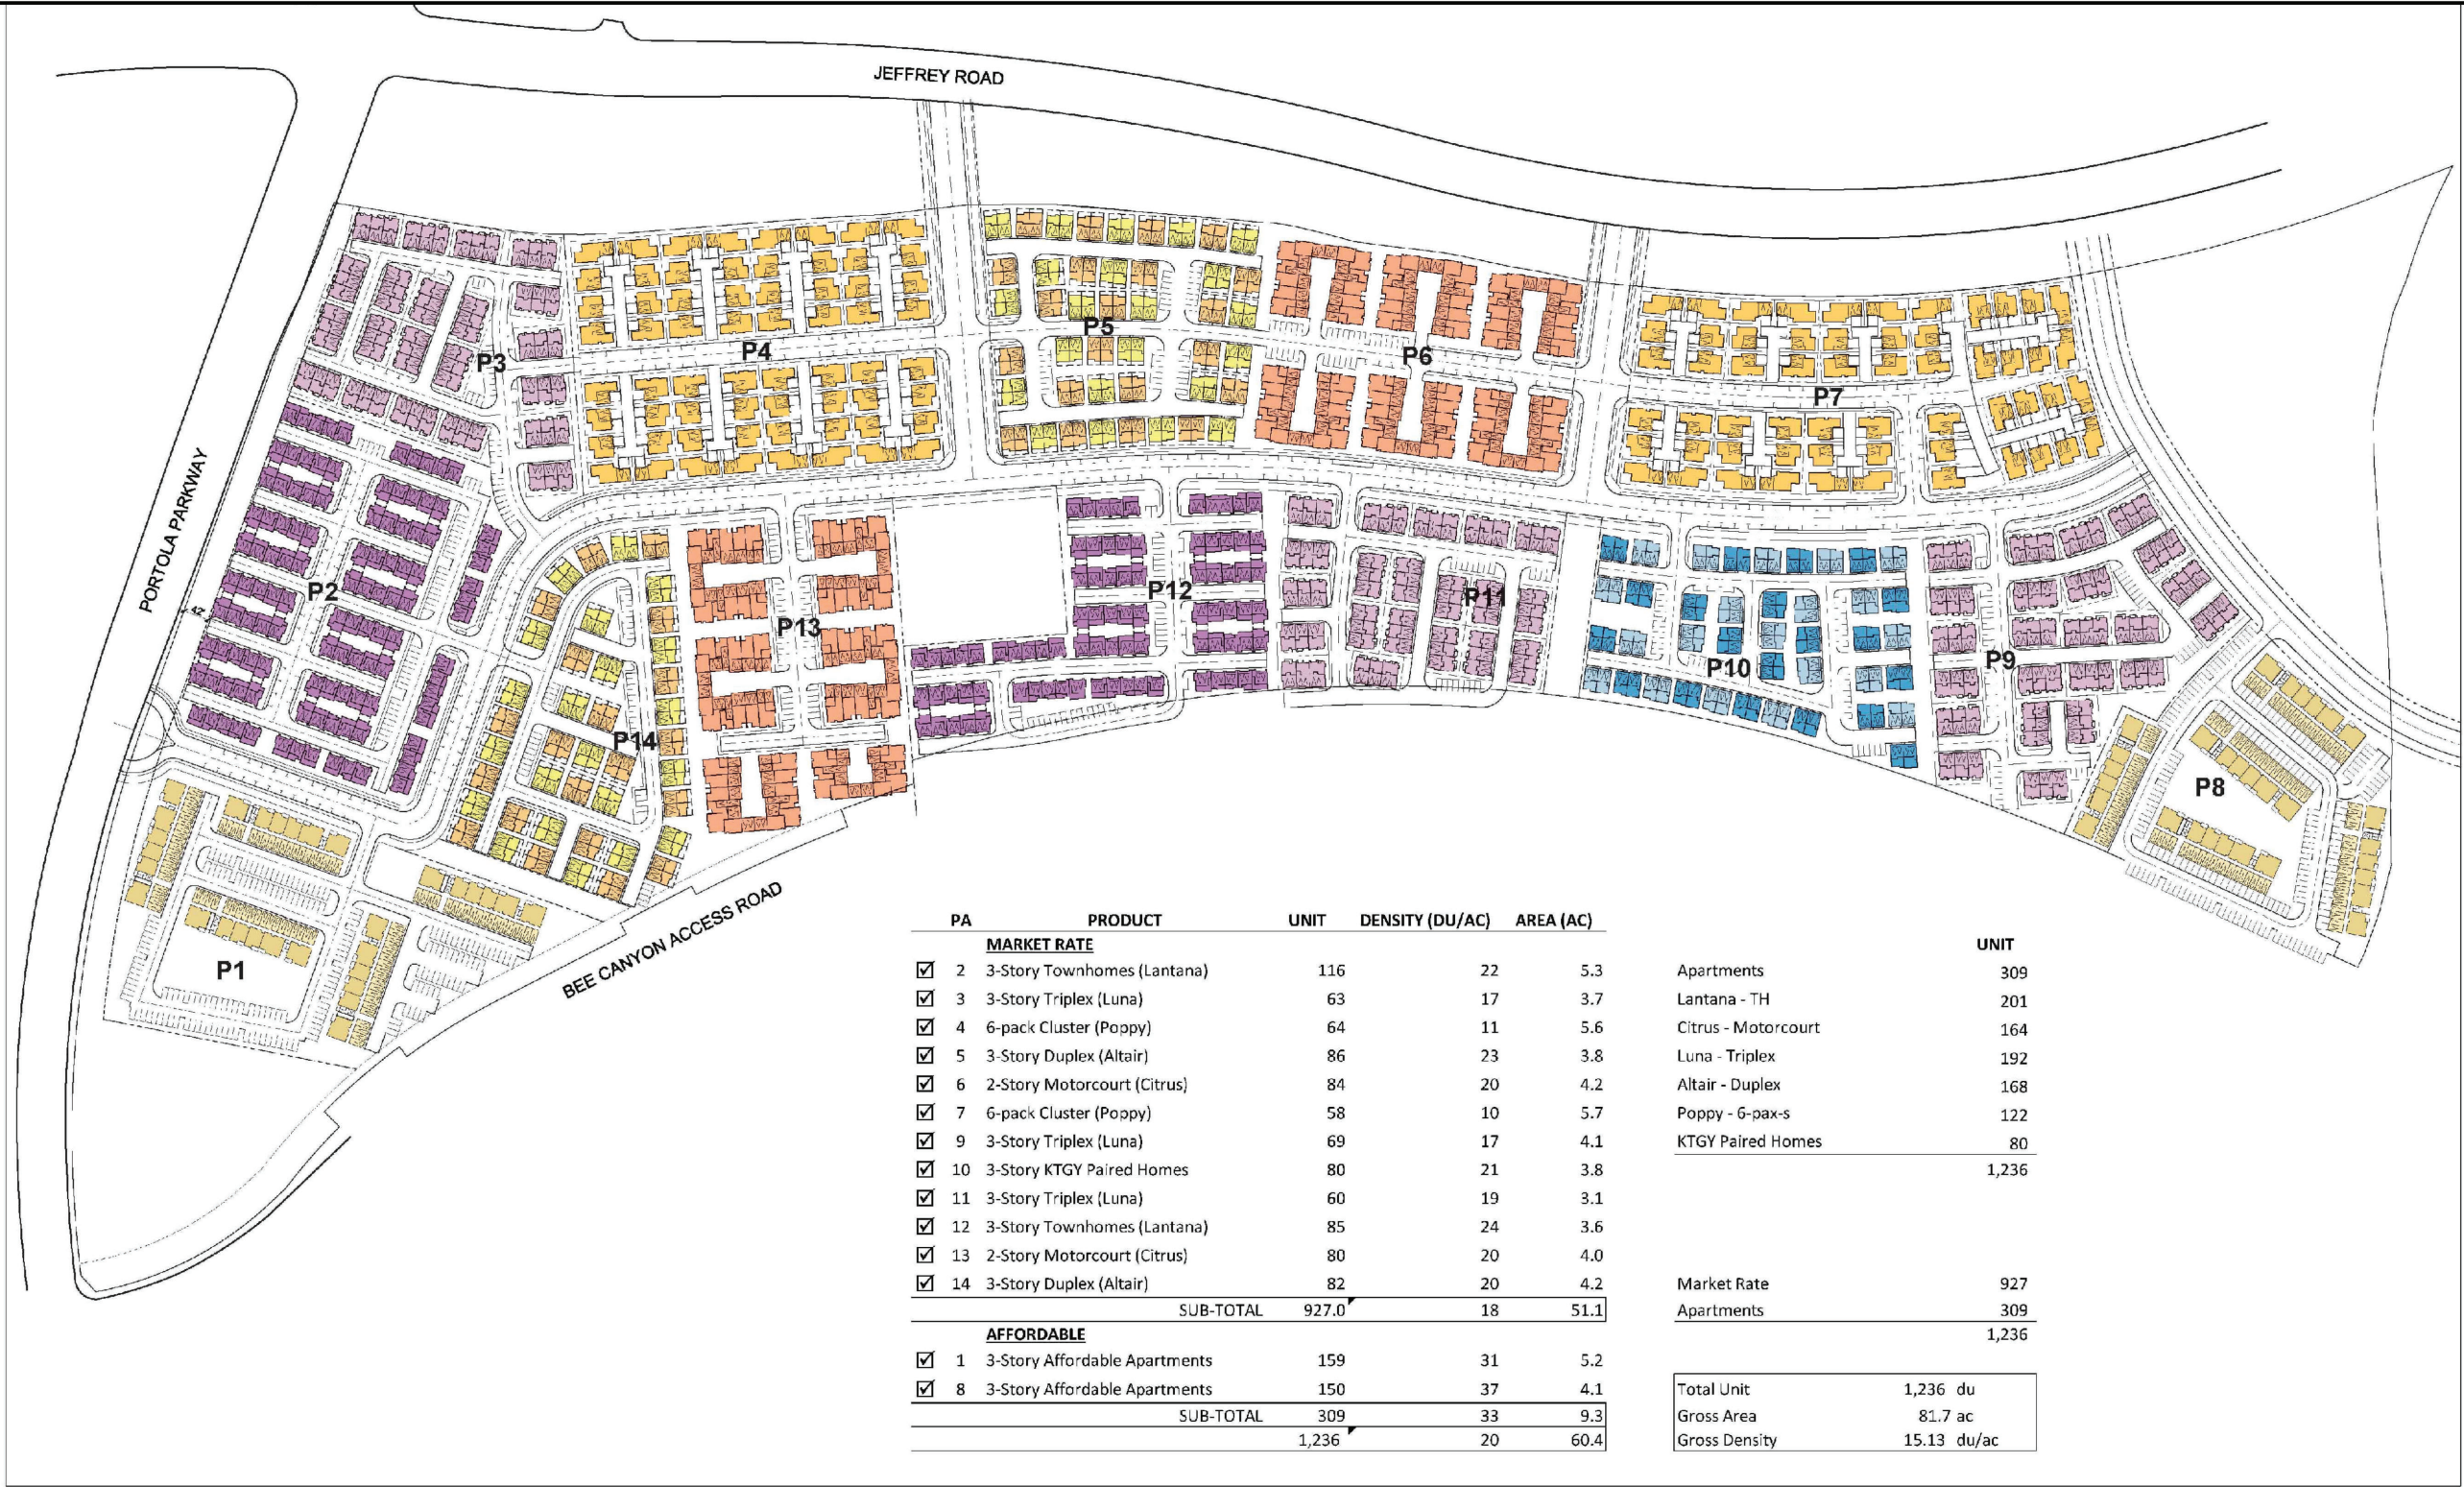 JEFFREY ROAD
PORTOLA PARKWAY
42
BEE CANYON ACCESS ROAD
P3
P4
P5
P6
P7
P2
P13
P12
P11
P10
P9
P14
P8
P1
PA PRODUCT UNIT DENSITY (DU/AC) AREA (AC)
MARKET RATE
2 3-Story Townhomes (Lantana) 116 22 5.3
3 3-Story Triplex (Luna) 63 17 3.7
4 6-pack Cluster (Poppy) 64 11 5.6
5 3-Story Duplex (Altair) 86 23 3.8
6 2-Story Motorcourt (Citrus) 84 20 4.2
7 6-pack Cluster (Poppy) 58 10 5.7
9 3-Story Triplex (Luna) 69 17 4.1
10 3-Story KTGY Paired Homes 80 21 3.8
11 3-Story Triplex (Luna) 60 19 3.1
12 3-Story Townhomes (Lantana) 85 24 3.6
13 2-Story Motorcourt (Citrus) 80 20 4.0
14 3-Story Duplex (Altair) 82 20 4.2
SUB-TOTAL 927.0 18 51.1
AFFORDABLE
1 3-Story Affordable Apartments 159 31 5.2
8 3-Story Affordable Apartments 150 37 4.1
SUB-TOTAL 309 33 9.3
1,236 20 60.4
UNIT
Apartments 309
Lantana - TH 201
Citrus - Motorcourt 164
Luna - Triplex 192
Altair - Duplex 168
Poppy - 6-pax-s 122
KTGY Paired Homes 80
1,236
Market Rate 927
Apartments 309
1,236
Total Unit 1,236 du
Gross Area 81.7 ac
Gross Density 15.13 du/ac